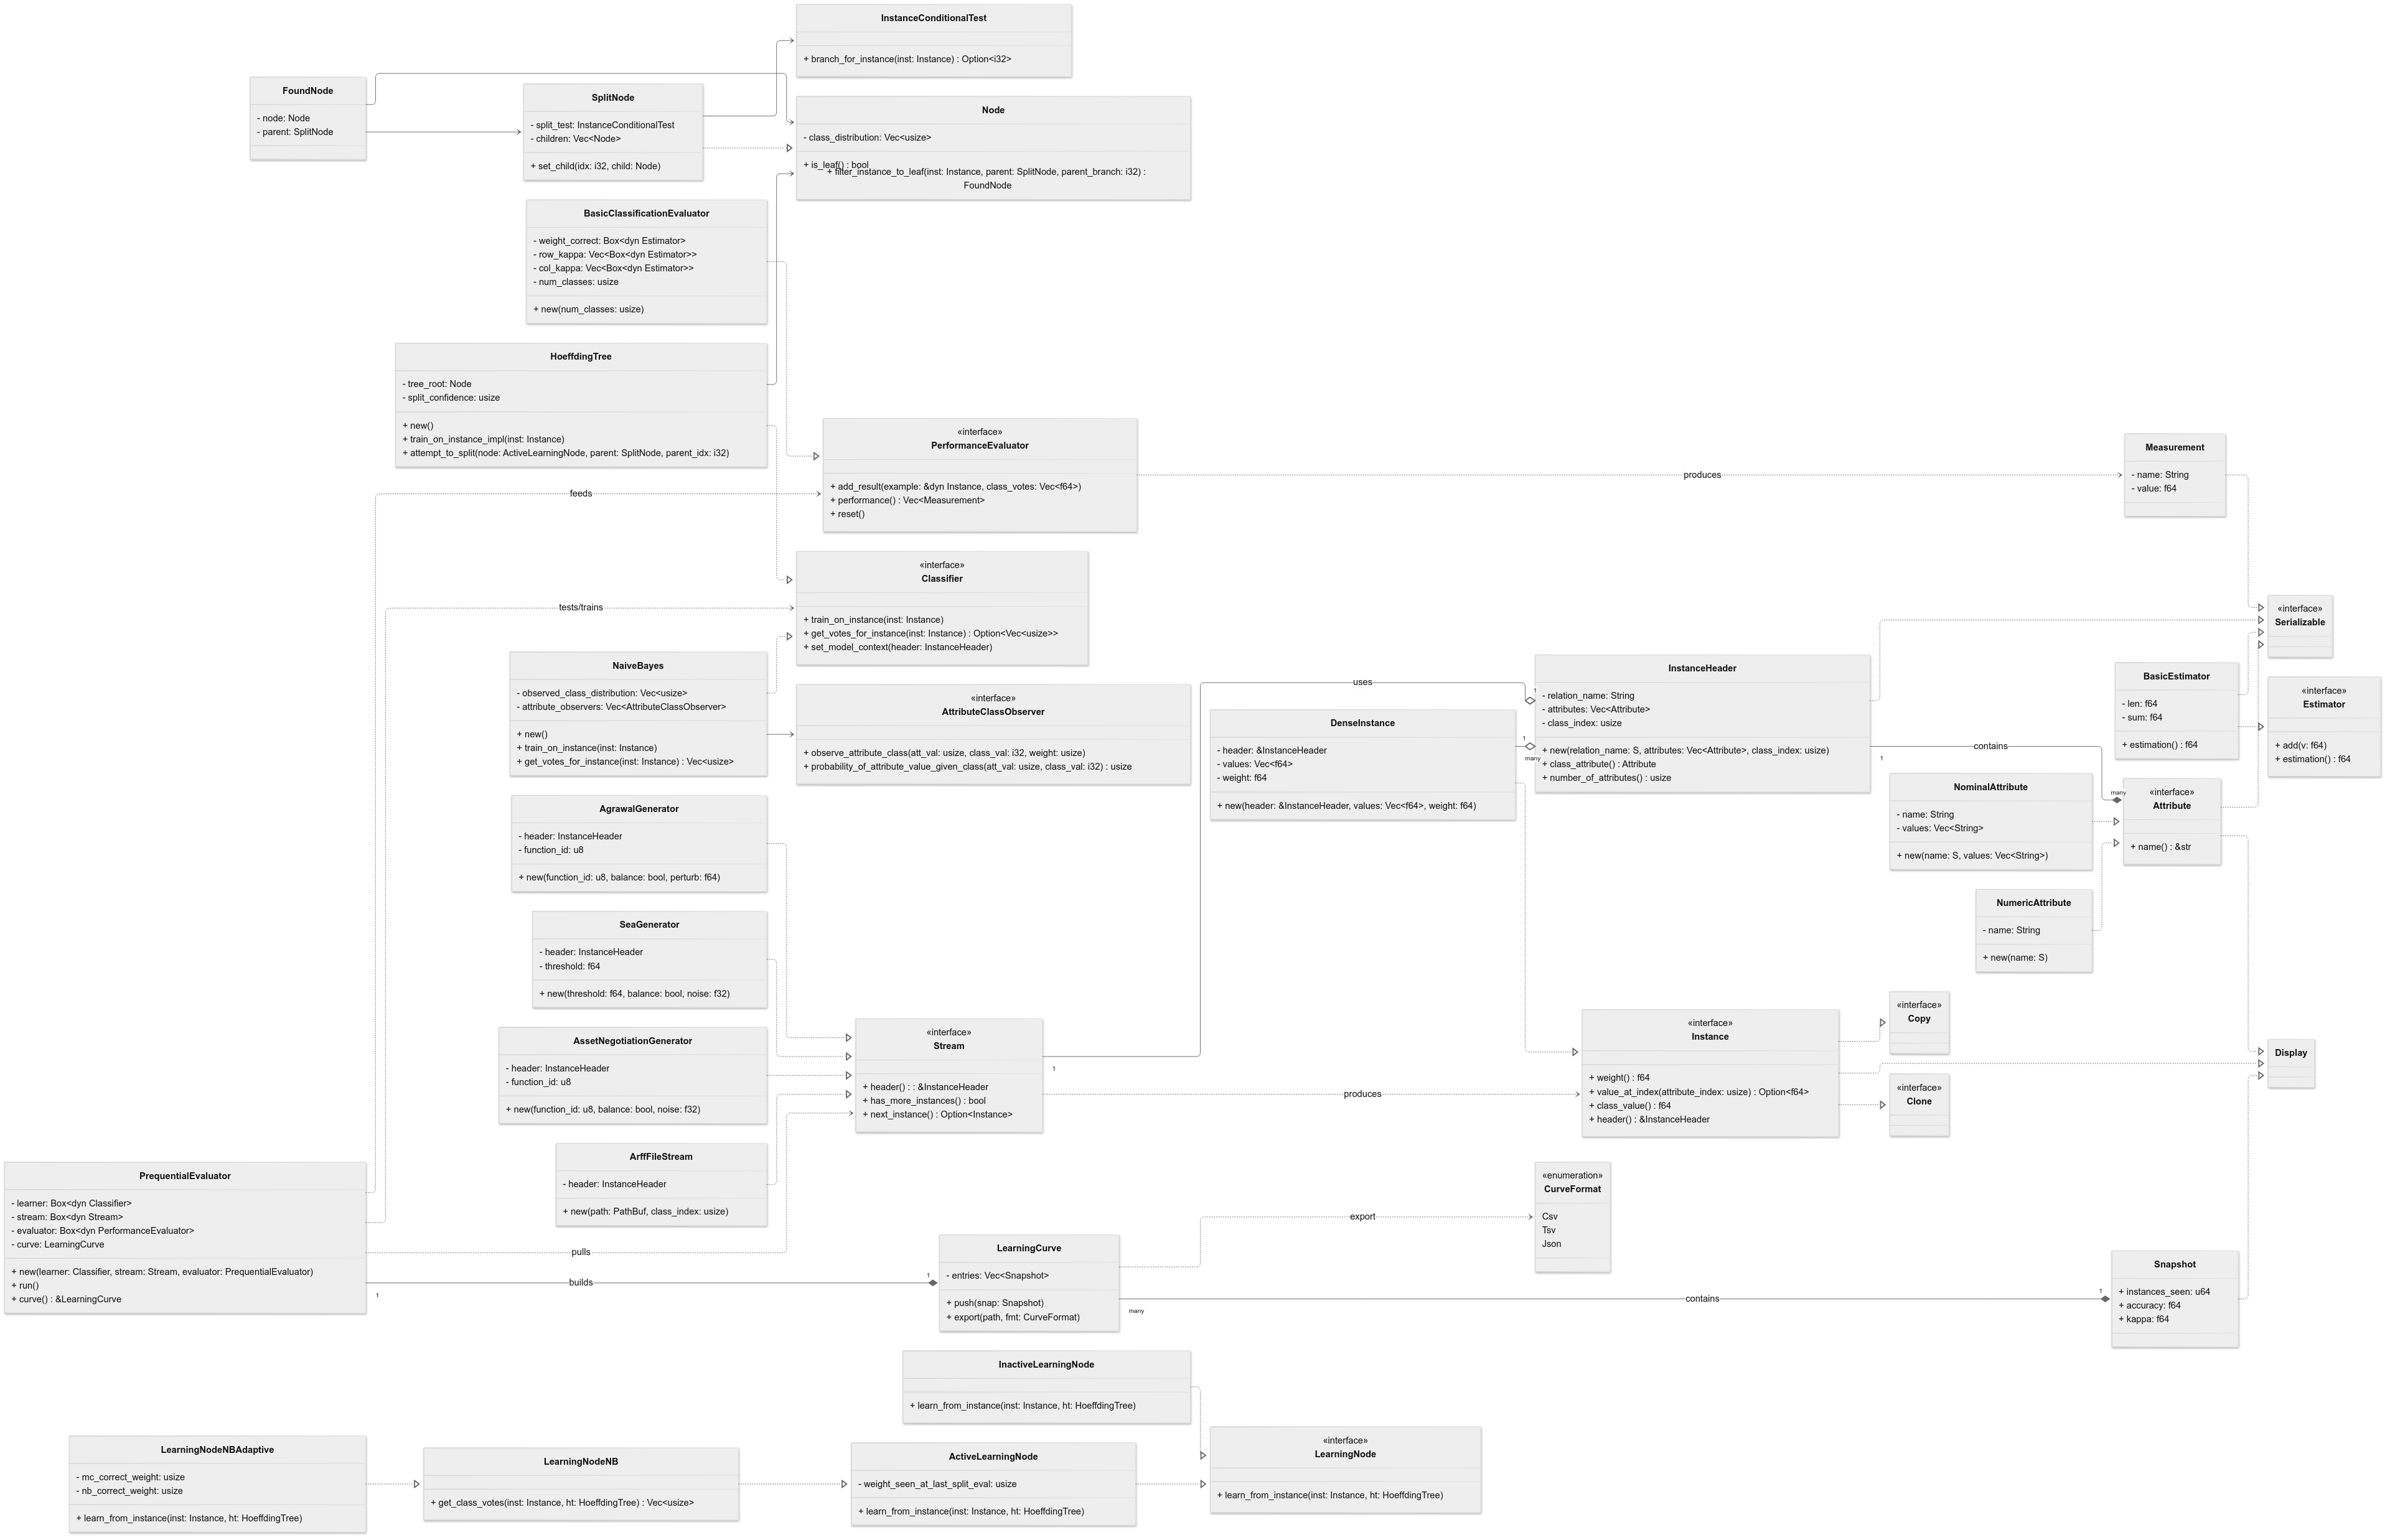 InstanceConditionalTest
+ branch_for_instance(inst: Instance) : Option<i32>
FoundNode
- node: Node
- parent: SplitNode
SplitNode
- split_test: InstanceConditionalTest
- children: Vec<Node>
+ set_child(idx: i32, child: Node)
Node
- class_distribution: Vec<usize>
+ is_leaf() : bool
+ filter_instance_to_leaf(inst: Instance, parent: SplitNode, parent_branch: i32) :
FoundNode
BasicClassificationEvaluator
- weight_correct: Box<dyn Estimator>
- row_kappa: Vec<Box<dyn Estimator>>
- col_kappa: Vec<Box<dyn Estimator>>
- num_classes: usize
+ new(num_classes: usize)
HoeffdingTree
- tree_root: Node
- split_confidence: usize
+ new()
+ train_on_instance_impl(inst: Instance)
+ attempt_to_split(node: ActiveLearningNode, parent: SplitNode, parent_idx: i32)
«interface»
PerformanceEvaluator
+ add_result(example: &dyn Instance, class_votes: Vec<f64>)
+ performance() : Vec<Measurement>
+ reset()
feeds
produces
Measurement
- name: String
- value: f64
«interface»
Classifier
+ train_on_instance(inst: Instance)
+ get_votes_for_instance(inst: Instance) : Option<Vec<usize>>
+ set_model_context(header: InstanceHeader)
tests/trains
«interface»
Serializable
NaiveBayes
- observed_class_distribution: Vec<usize>
- attribute_observers: Vec<AttributeClassObserver>
+ new()
+ train_on_instance(inst: Instance)
+ get_votes_for_instance(inst: Instance) : Vec<usize>
«interface»
AttributeClassObserver
+ observe_attribute_class(att_val: usize, class_val: i32, weight: usize)
+ probability_of_attribute_value_given_class(att_val: usize, class_val: i32) : usize
uses
1
InstanceHeader
- relation_name: String
- attributes: Vec<Attribute>
- class_index: usize
+ new(relation_name: S, attributes: Vec<Attribute>, class_index: usize)
+ class_attribute() : Attribute
+ number_of_attributes() : usize
DenseInstance
- header: &InstanceHeader
- values: Vec<f64>
- weight: f64
+ new(header: &InstanceHeader, values: Vec<f64>, weight: f64)
1
many
contains
1
many
BasicEstimator
- len: f64
- sum: f64
+ estimation() : f64
«interface»
Estimator
+ add(v: f64)
+ estimation() : f64
NominalAttribute
- name: String
- values: Vec<String>
+ new(name: S, values: Vec<String>)
«interface»
Attribute
+ name() : &str
NumericAttribute
- name: String
+ new(name: S)
AgrawalGenerator
- header: InstanceHeader
- function_id: u8
+ new(function_id: u8, balance: bool, perturb: f64)
SeaGenerator
- header: InstanceHeader
- threshold: f64
+ new(threshold: f64, balance: bool, noise: f32)
AssetNegotiationGenerator
- header: InstanceHeader
- function_id: u8
+ new(function_id: u8, balance: bool, noise: f32)
«interface»
Stream
+ header() : : &InstanceHeader
+ has_more_instances() : bool
+ next_instance() : Option<Instance>
1
produces
«interface»
Instance
+ weight() : f64
+ value_at_index(attribute_index: usize) : Option<f64>
+ class_value() : f64
+ header() : &InstanceHeader
«interface»
Copy
«interface»
Clone
Display
ArffFileStream
- header: InstanceHeader
+ new(path: PathBuf, class_index: usize)
PrequentialEvaluator
- learner: Box<dyn Classifier>
- stream: Box<dyn Stream>
- evaluator: Box<dyn PerformanceEvaluator>
- curve: LearningCurve
+ new(learner: Classifier, stream: Stream, evaluator: PrequentialEvaluator)
+ run()
+ curve() : &LearningCurve
pulls
builds
1
1
LearningCurve
- entries: Vec<Snapshot>
+ push(snap: Snapshot)
+ export(path, fmt: CurveFormat)
export
«enumeration»
CurveFormat
Csv
Tsv
Json
contains
many
1
Snapshot
+ instances_seen: u64
+ accuracy: f64
+ kappa: f64
InactiveLearningNode
+ learn_from_instance(inst: Instance, ht: HoeffdingTree)
LearningNodeNBAdaptive
- mc_correct_weight: usize
- nb_correct_weight: usize
+ learn_from_instance(inst: Instance, ht: HoeffdingTree)
LearningNodeNB
+ get_class_votes(inst: Instance, ht: HoeffdingTree) : Vec<usize>
ActiveLearningNode
- weight_seen_at_last_split_eval: usize
+ learn_from_instance(inst: Instance, ht: HoeffdingTree)
«interface»
LearningNode
+ learn_from_instance(inst: Instance, ht: HoeffdingTree)